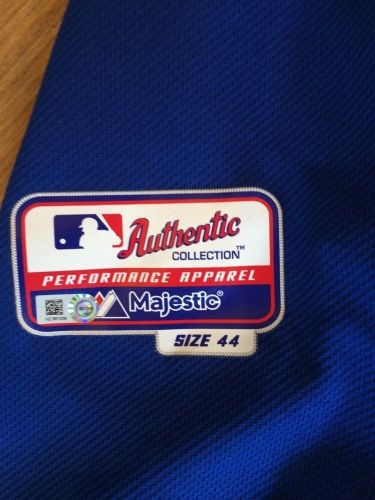 Authentic
COLLECTION™
PERFORMANCE APPAREL
Majestic®
SIZE 44